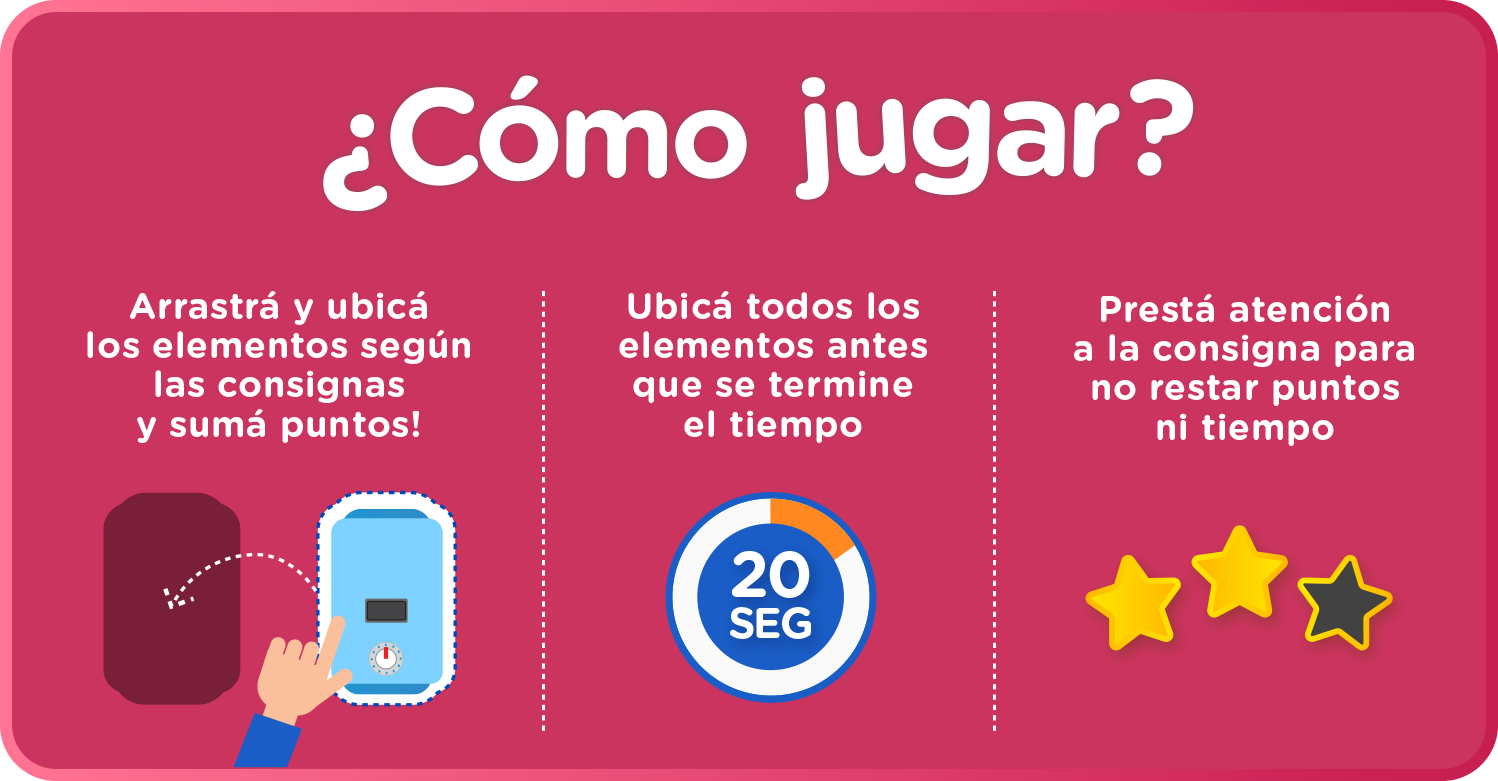 ¿Cómo jugar?
Arrastrá y ubicá
los elementos según
las consignas
y sumá puntos!
Ubicá todos los
elementos antes
que se termine
el tiempo
20
SEG
Prestá atención
a la consigna para
no restar puntos
ni tiempo